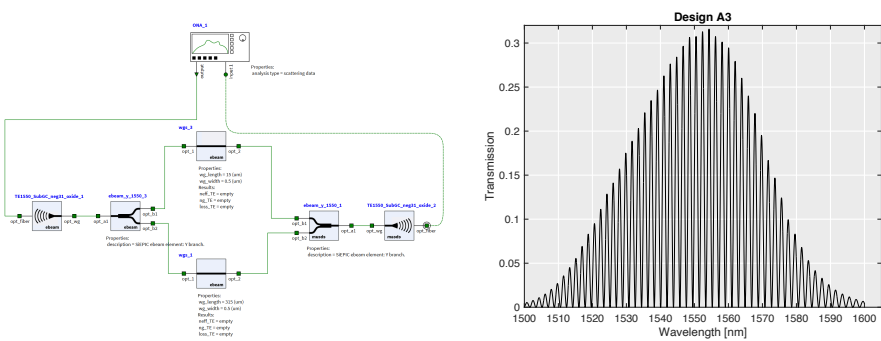 ONA_1
output
input 1
Properties:
analysis type = scattering data
wgs_3
opt_1
opt_2
ebeam
Properties:
wg_length = 15 (um)
wg_width = 0.5 (um)
Results:
neff_TE = empty
ng_TE = empty
loss_TE = empty
TE1550_SubGC_neg31_oxide_1
opt_fiber
opt_wg
ebeam
ebeam_y_1550_3
opt_a1
opt_b1
opt_b2
ebeam
Properties:
description = SiEPIC ebeam element: Y branch.
ebeam_y_1550_1
opt_b1
opt_b2
opt_a1
Properties:
description = SiEPIC ebeam element: Y branch.
TE1550_SubGC_neg31_oxide_2
opt_wg
opt_fiber
wgs_1
opt_1
opt_2
ebeam
Properties:
wg_length = 315 (um)
wg_width = 0.5 (um)
Results:
neff_TE = empty
ng_TE = empty
loss_TE = empty
Design A3
Transmission
0.3
0.25
0.2
0.15
0.1
0.05
0
1500 1510 1520 1530 1540 1550 1560 1570 1580 1590 1600
Wavelength [nm]